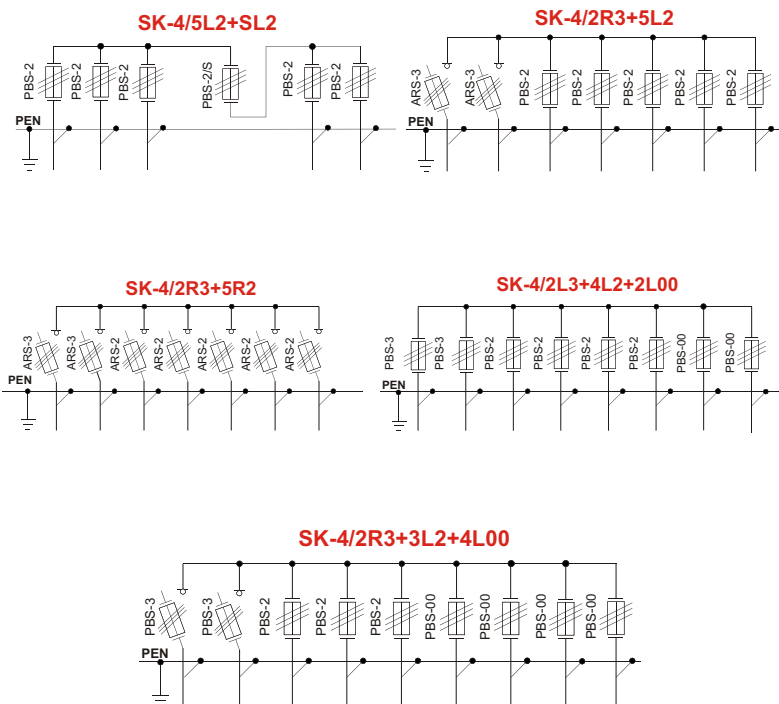 SK-4/5L2+SL2
PBS-2
PBS-2
PBS-2
PBS-2/S
PBS-2
PBS-2
PEN
SK-4/2R3+5L2
ARS-3
ARS-3
PBS-2
PBS-2
PBS-2
PBS-2
PBS-2
PEN
SK-4/2R3+5R2
ARS-3
ARS-3
ARS-2
ARS-2
ARS-2
ARS-2
ARS-2
PEN
SK-4/2L3+4L2+2L00
PBS-3
PBS-3
PBS-2
PBS-2
PBS-2
PBS-2
PBS-00
PBS-00
PEN
SK-4/2R3+3L2+4L00
PBS-3
PBS-3
PBS-2
PBS-2
PBS-2
PBS-00
PBS-00
PBS-00
PBS-00
PEN